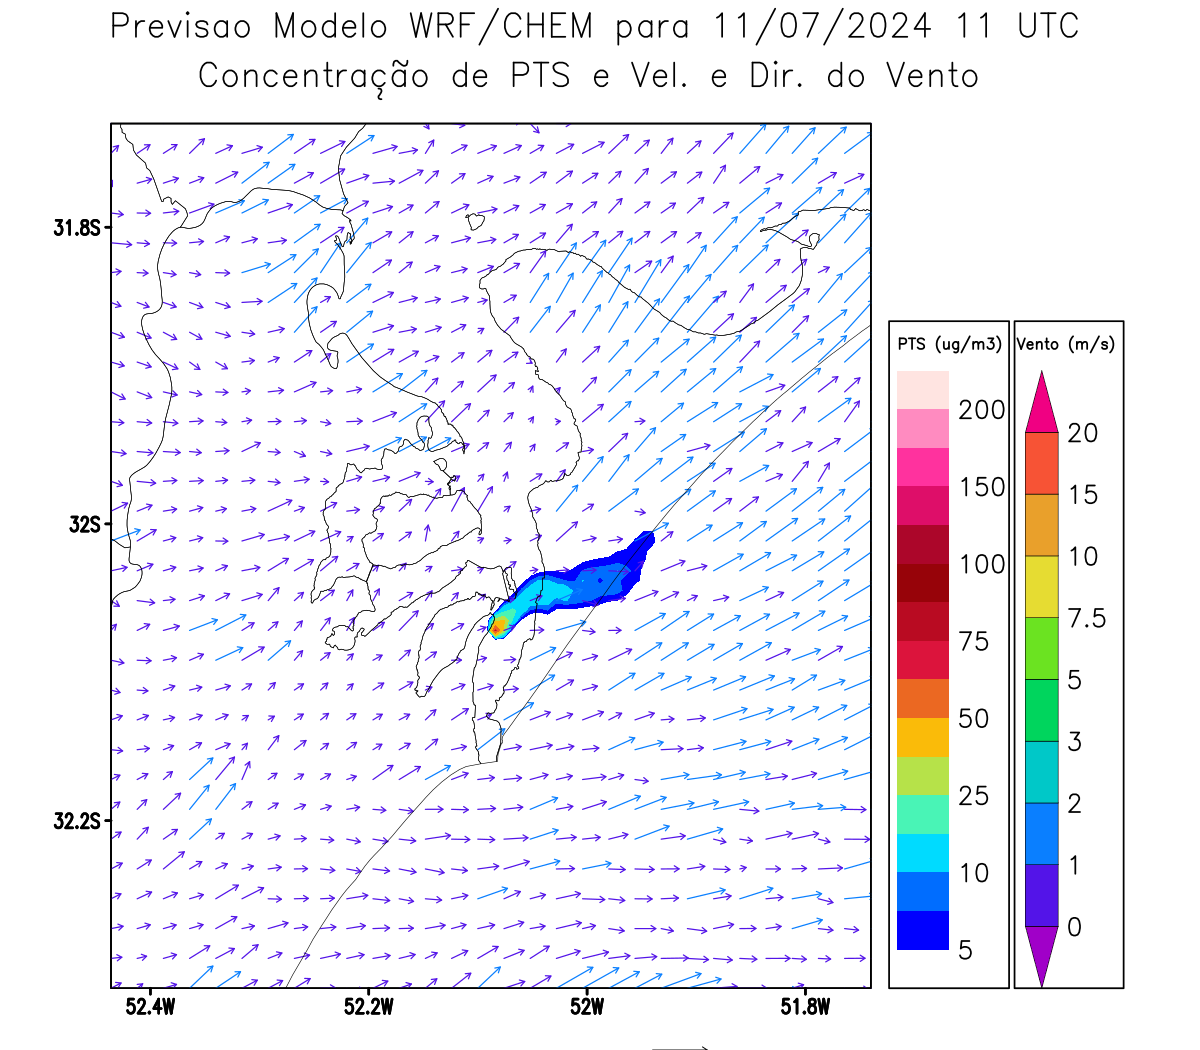 Previsao Modelo WRF/CHEM para 11/07/2024 11 UTC
Concentração de PTS e Vel. e Dir. do Vento
31.8S
32S
32.2S
52.4W
52.2W
52W
51.8W
PTS (ug/m3)
200
150
100
75
50
25
10
5
Vento (m/s)
20
15
10
7.5
5
3
2
1
0